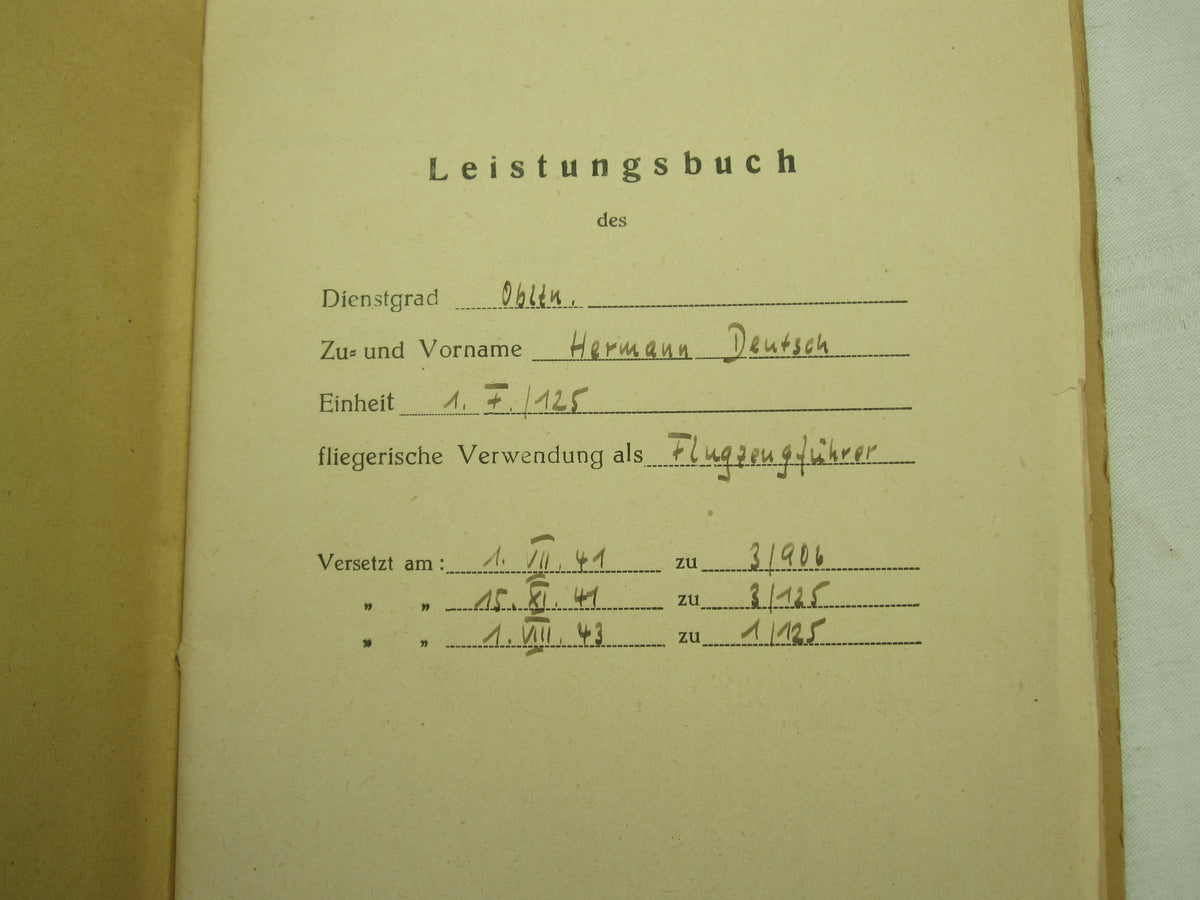 Leistungsbuch
des
Dienstgrad Obltn.
Zu= und Vorname Hermann Deutsch
Einheit 1. F./125
fliegerische Verwendung als Flugzeugführer
Versetzt am: 1. VII. 41 zu 3/906
„ „ 15. XI. 41 zu 3/125
„ „ 1. VIII. 43 zu 1/125